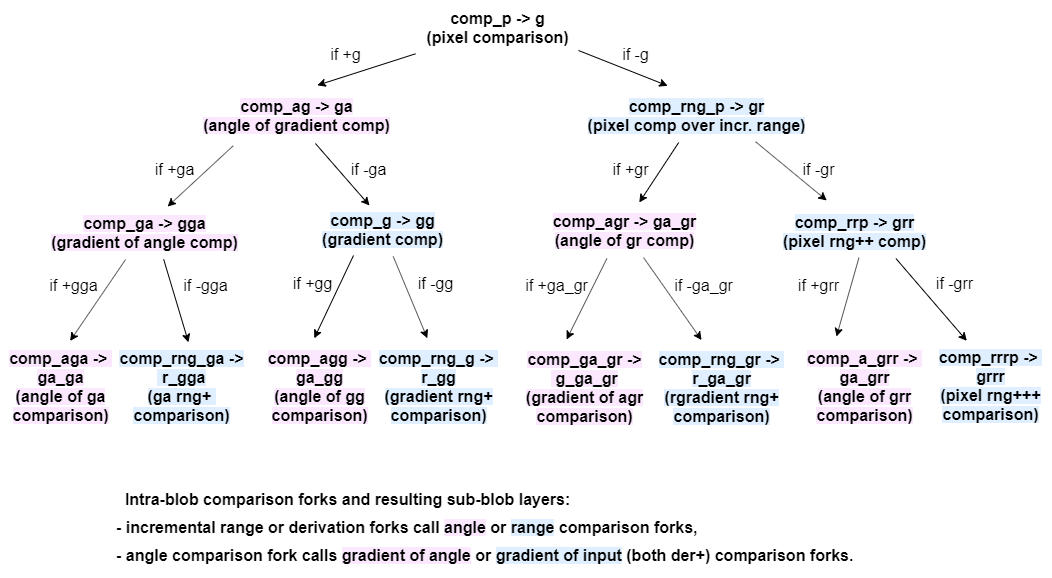 comp_p -> g
(pixel comparison)
if +g
if -g
comp_ag -> ga
(angle of gradient comp)
comp_rng_p -> gr
(pixel comp over incr. range)
if +ga
if -ga
if +gr
if -gr
comp_ga -> gga
(gradient of angle comp)
comp_g -> gg
(gradient comp)
comp_agr -> ga_gr
(angle of gr comp)
comp_rrp -> grr
(pixel rng++ comp)
if +gga
if -gga
if +gg
if -gg
if +ga_gr
if -ga_gr
if +grr
if -grr
comp_aga ->
ga_ga
(angle of ga
comparison)
comp_rng_ga ->
r_gga
(ga rng+
comparison)
comp_agg ->
ga_gg
(angle of gg
comparison)
comp_rng_g ->
r_gg
(gradient rng+
comparison)
comp_ga_gr ->
g_ga_gr
(gradient of agr
comparison)
comp_rng_gr ->
r_ga_gr
(rgradient rng+
comparison)
comp_a_grr ->
ga_grr
(angle of grr
comparison)
comp_rrrp ->
grrr
(pixel rng+++
comparison)
Intra-blob comparison forks and resulting sub-blob layers:
- incremental range or derivation forks call angle or range comparison forks,
- angle comparison fork calls gradient of angle or gradient of input (both der+) comparison forks.